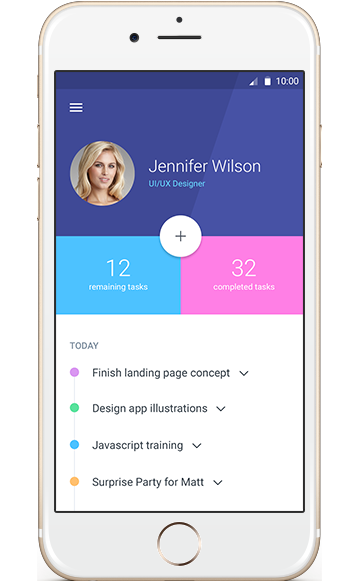 10:00
Jennifer Wilson
UI/UX Designer
+
12
32
remaining tasks
completed tasks
TODAY
Finish landing page concept
Design app illustrations
Javascript training
Surprise Party for Matt